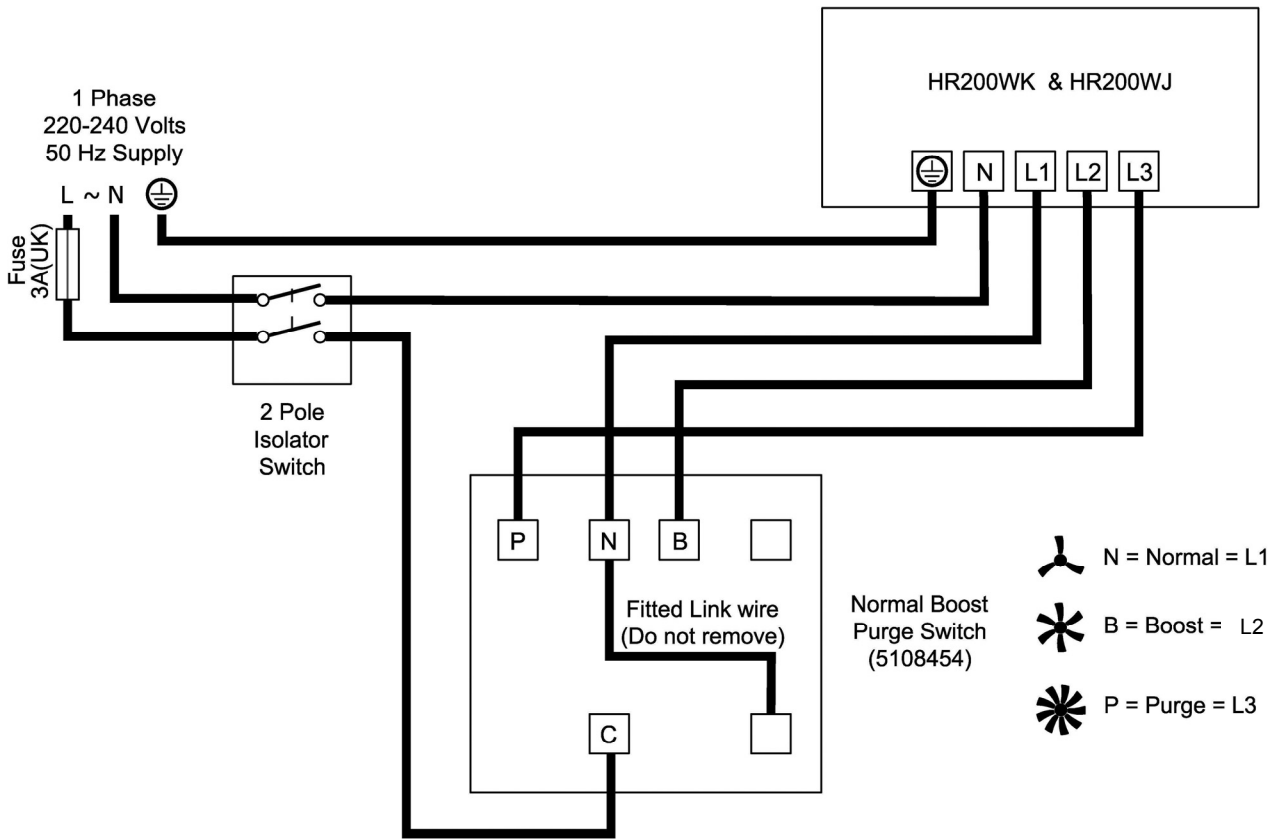 1 Phase
220-240 Volts
50 Hz Supply
L ~ N
Fuse
3A(UK)
2 Pole
Isolator
Switch
HR200WK & HR200WJ
N L1 L2 L3
P N B
Fitted Link wire
(Do not remove)
C
Normal Boost
Purge Switch
(5108454)
N = Normal = L1
B = Boost = L2
P = Purge = L3